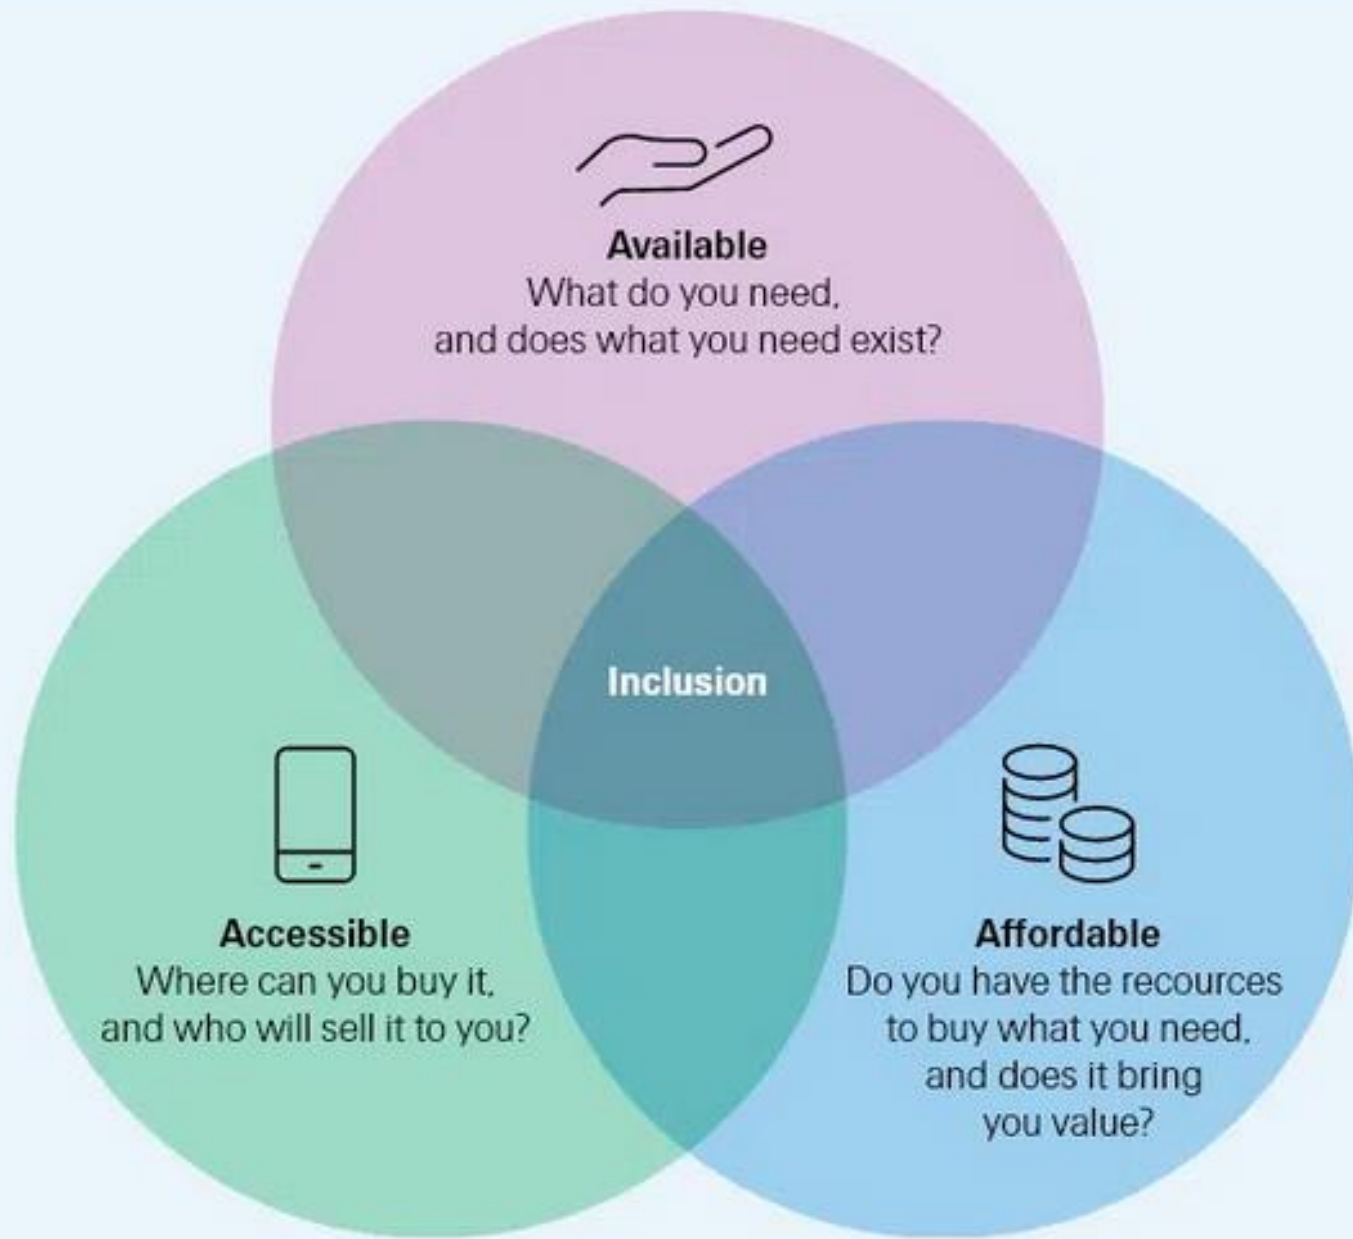 Available
What do you need,
and does what you need exist?
Inclusion
Accessible
Where can you buy it,
and who will sell it to you?
Affordable
Do you have the recources
to buy what you need,
and does it bring
you value?